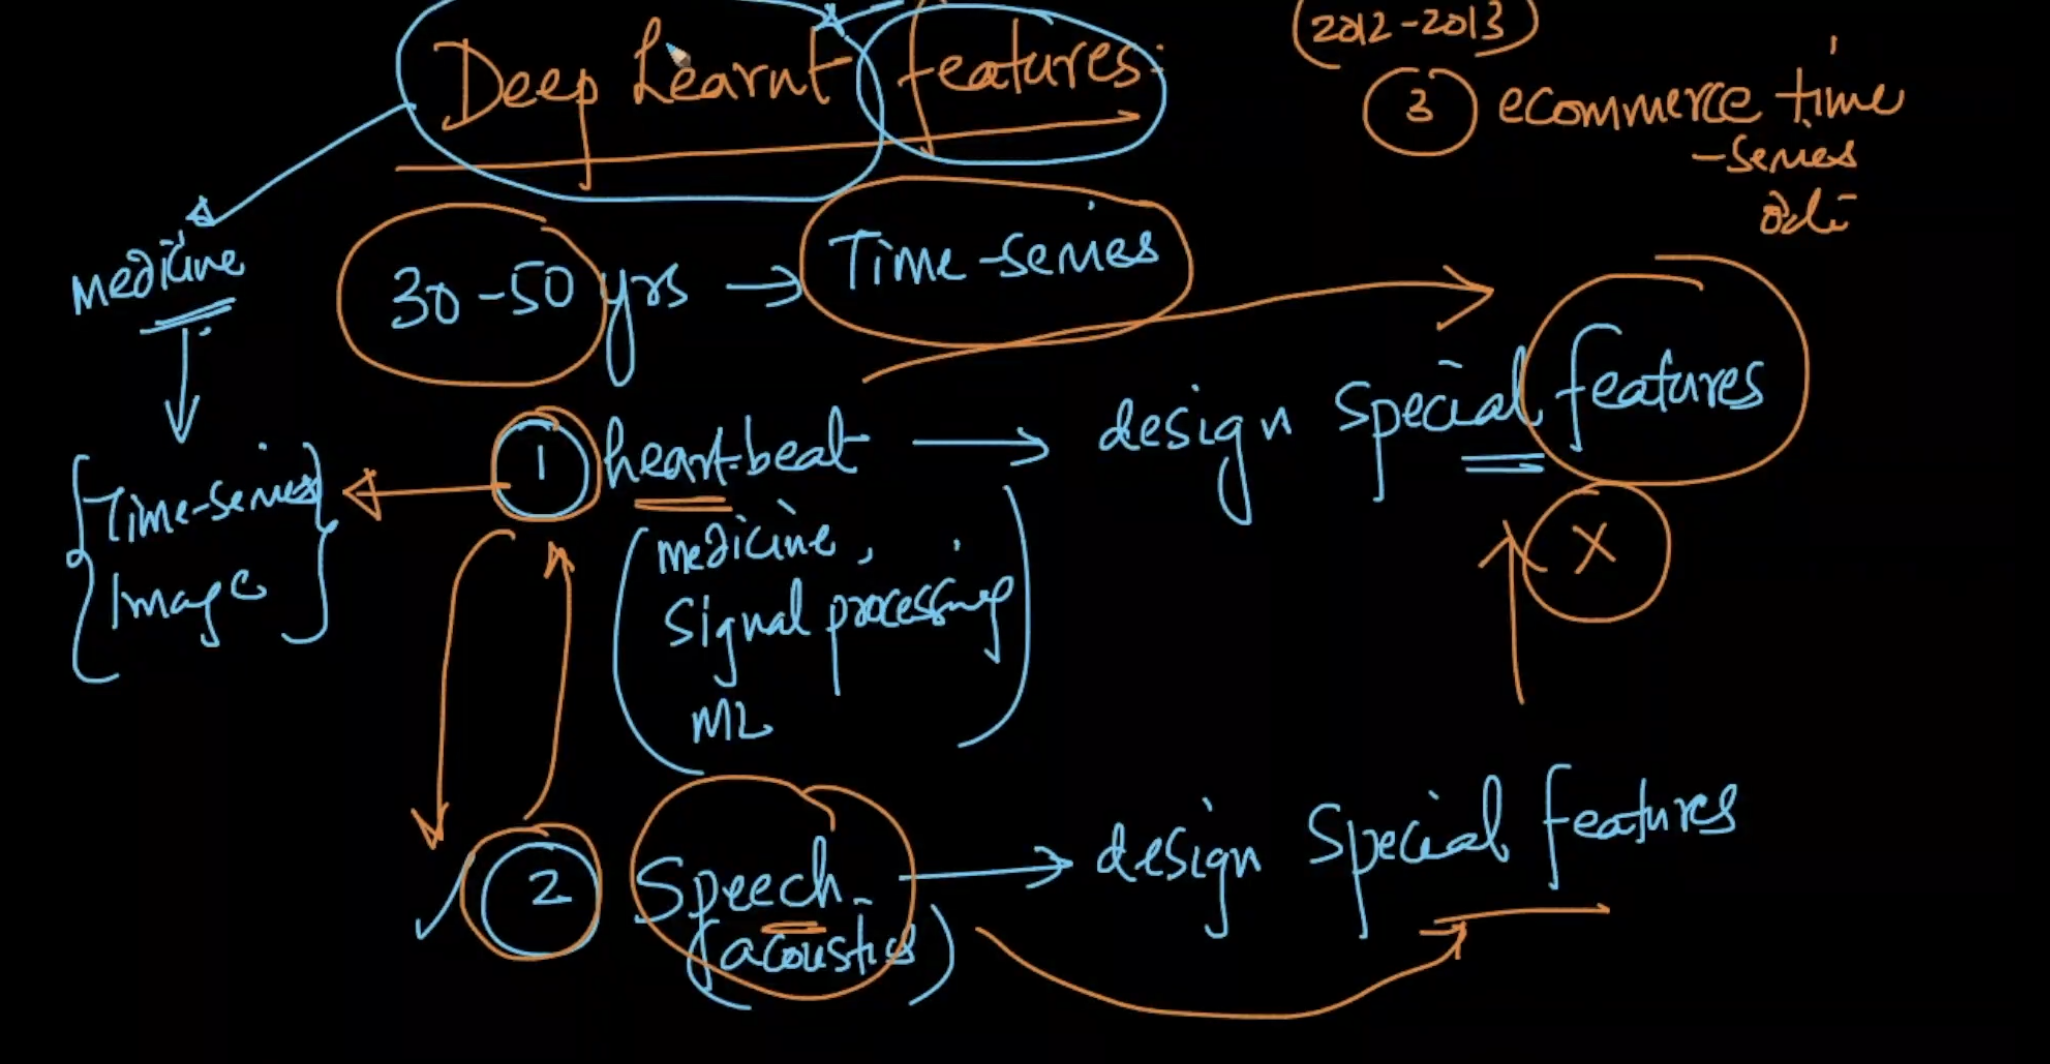 Deep Learnt features:
(2012-2013)
3 ecommerce time
-series
medicine
30-50 yrs → Time-series
1 heart-beat → design special features
{Time-series
Image}
(medicine,
signal processing
ML)
X
2 Speech → design special features
(acoustics)